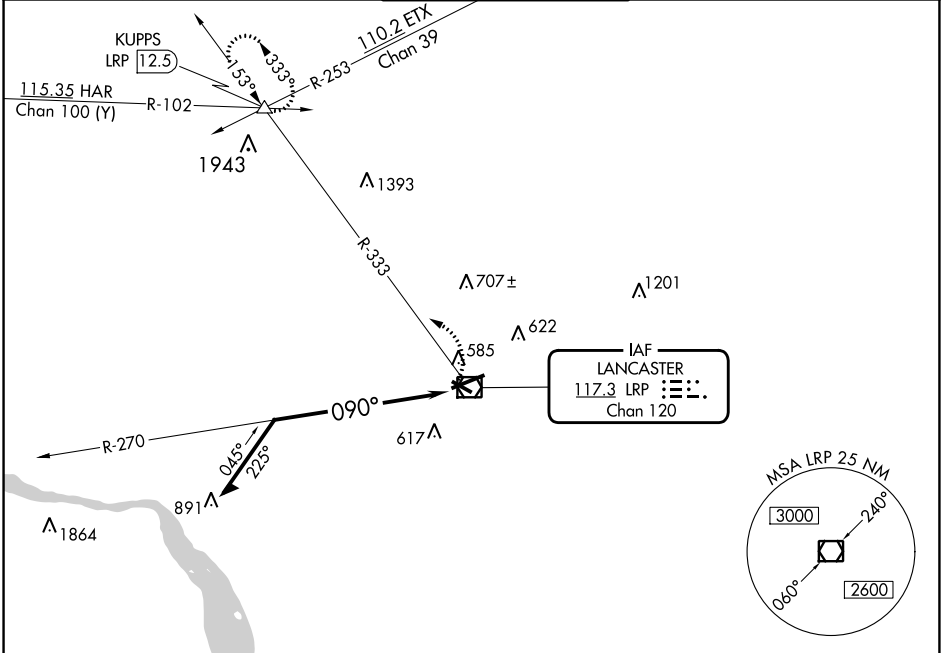 110.2 ETX
Chan 39
KUPPS
LRP 12.5
153°
333°
R-253
115.35 HAR
Chan 100 (Y)
R-102
1943
1393
R-333
707 ±
1201
622
585
IAF
LANCASTER
117.3 LRP
Chan 120
090°
R-270
617
045°
225°
891
1864
MSA LRP 25 NM
3000
240°
060°
2600